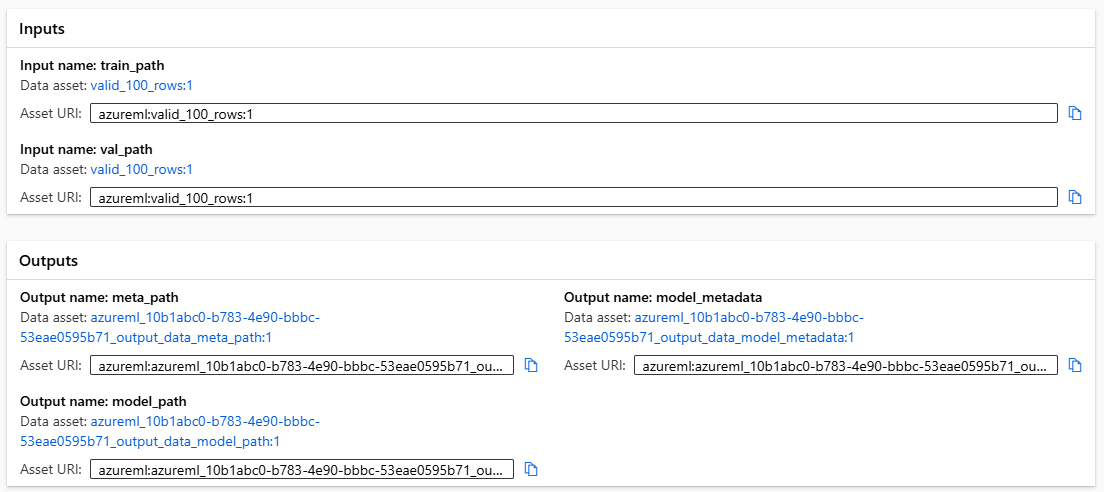 Inputs
Input name: train_path
Data asset: valid_100_rows:1
Asset URI: azureml:valid_100_rows:1
Input name: val_path
Data asset: valid_100_rows:1
Asset URI: azureml:valid_100_rows:1
Outputs
Output name: meta_path
Data asset: azureml_10b1abc0-b783-4e90-bbbc-
53eae0595b71_output_data_meta_path:1
Asset URI: azureml:azureml_10b1abc0-b783-4e90-bbbc-53eae0595b71_ou...
Output name: model_metadata
Data asset: azureml_10b1abc0-b783-4e90-bbbc-
53eae0595b71_output_data_model_metadata:1
Asset URI: azureml:azureml_10b1abc0-b783-4e90-bbbc-53eae0595b71_ou...
Output name: model_path
Data asset: azureml_10b1abc0-b783-4e90-bbbc-
53eae0595b71_output_data_model_path:1
Asset URI: azureml:azureml_10b1abc0-b783-4e90-bbbc-53eae0595b71_ou...